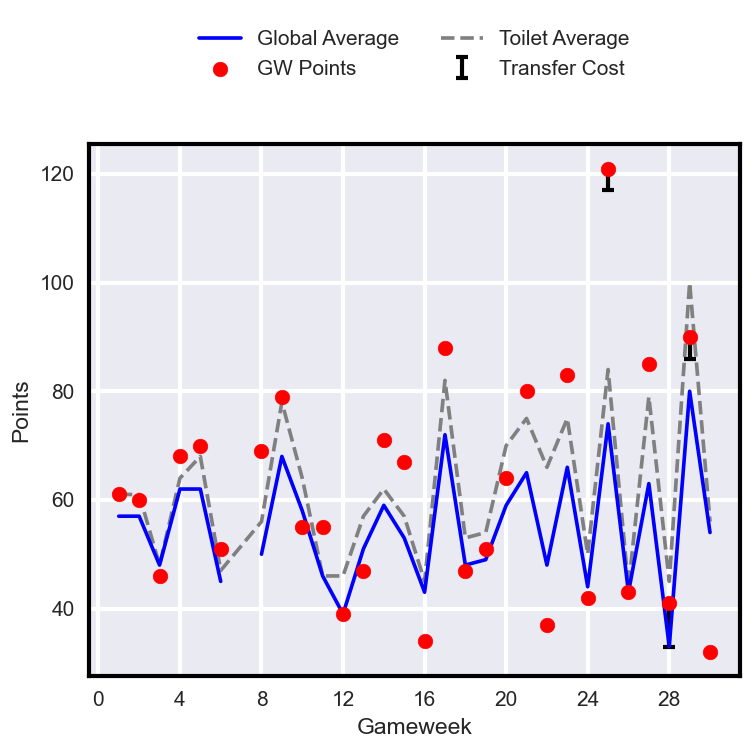 Global Average
Toilet Average
GW Points
Transfer Cost
120
100
80
60
40
Points
0 4 8 12 16 20 24 28
Gameweek